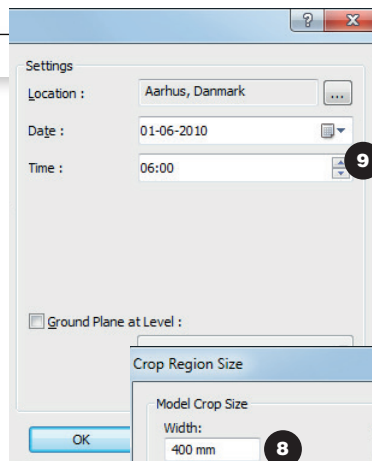 Settings
Location : Aarhus, Danmark ...
Date : 01-06-2010
Time : 06:00
9
Ground Plane at Level :
Crop Region Size
Model Crop Size
Width:
OK 400 mm 8